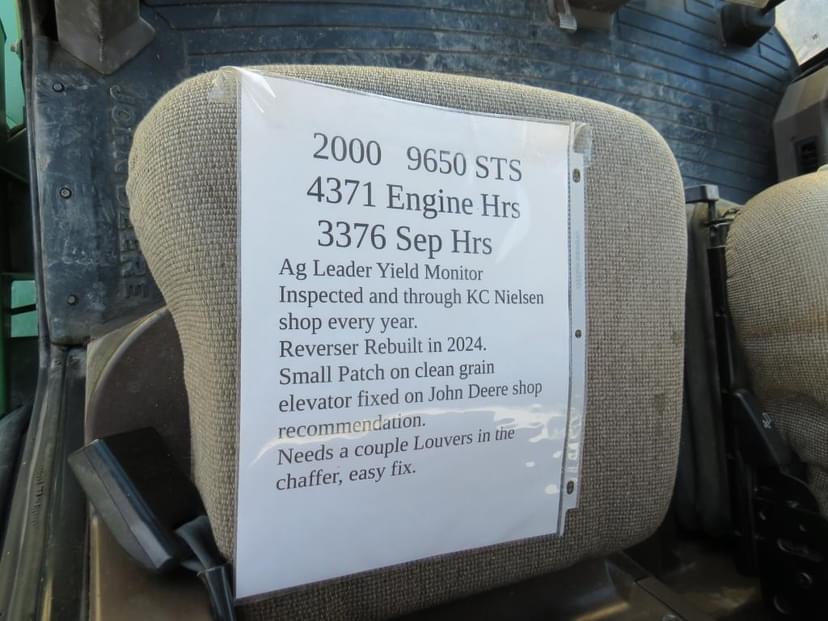 2000 9650 STS
4371 Engine Hrs
3376 Sep Hrs
Ag Leader Yield Monitor
Inspected and through KC Nielsen
shop every year.
Reverser Rebuilt in 2024.
Small Patch on clean grain
elevator fixed on John Deere shop
recommendation.
Needs a couple Louvers in the
chaffer, easy fix.
JOHN DEERE